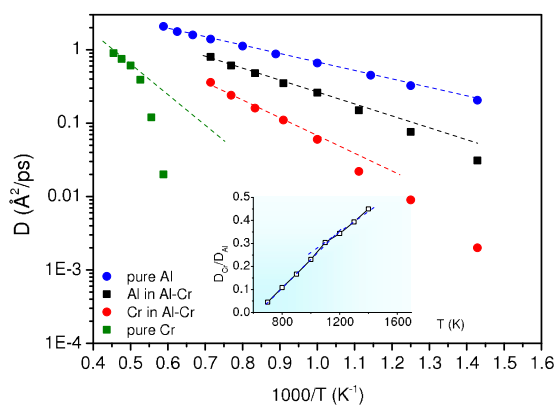 D (Å²/ps)
1
0.1
0.01
1E-3
1E-4
pure Al
Al in Al-Cr
Cr in Al-Cr
pure Cr
D_Cr/D_Al
0.5
0.4
0.3
0.2
0.1
0.0
800 1200 1600
T (K)
0.4 0.5 0.6 0.7 0.8 0.9 1.0 1.1 1.2 1.3 1.4 1.5 1.6
1000/T (K⁻¹)